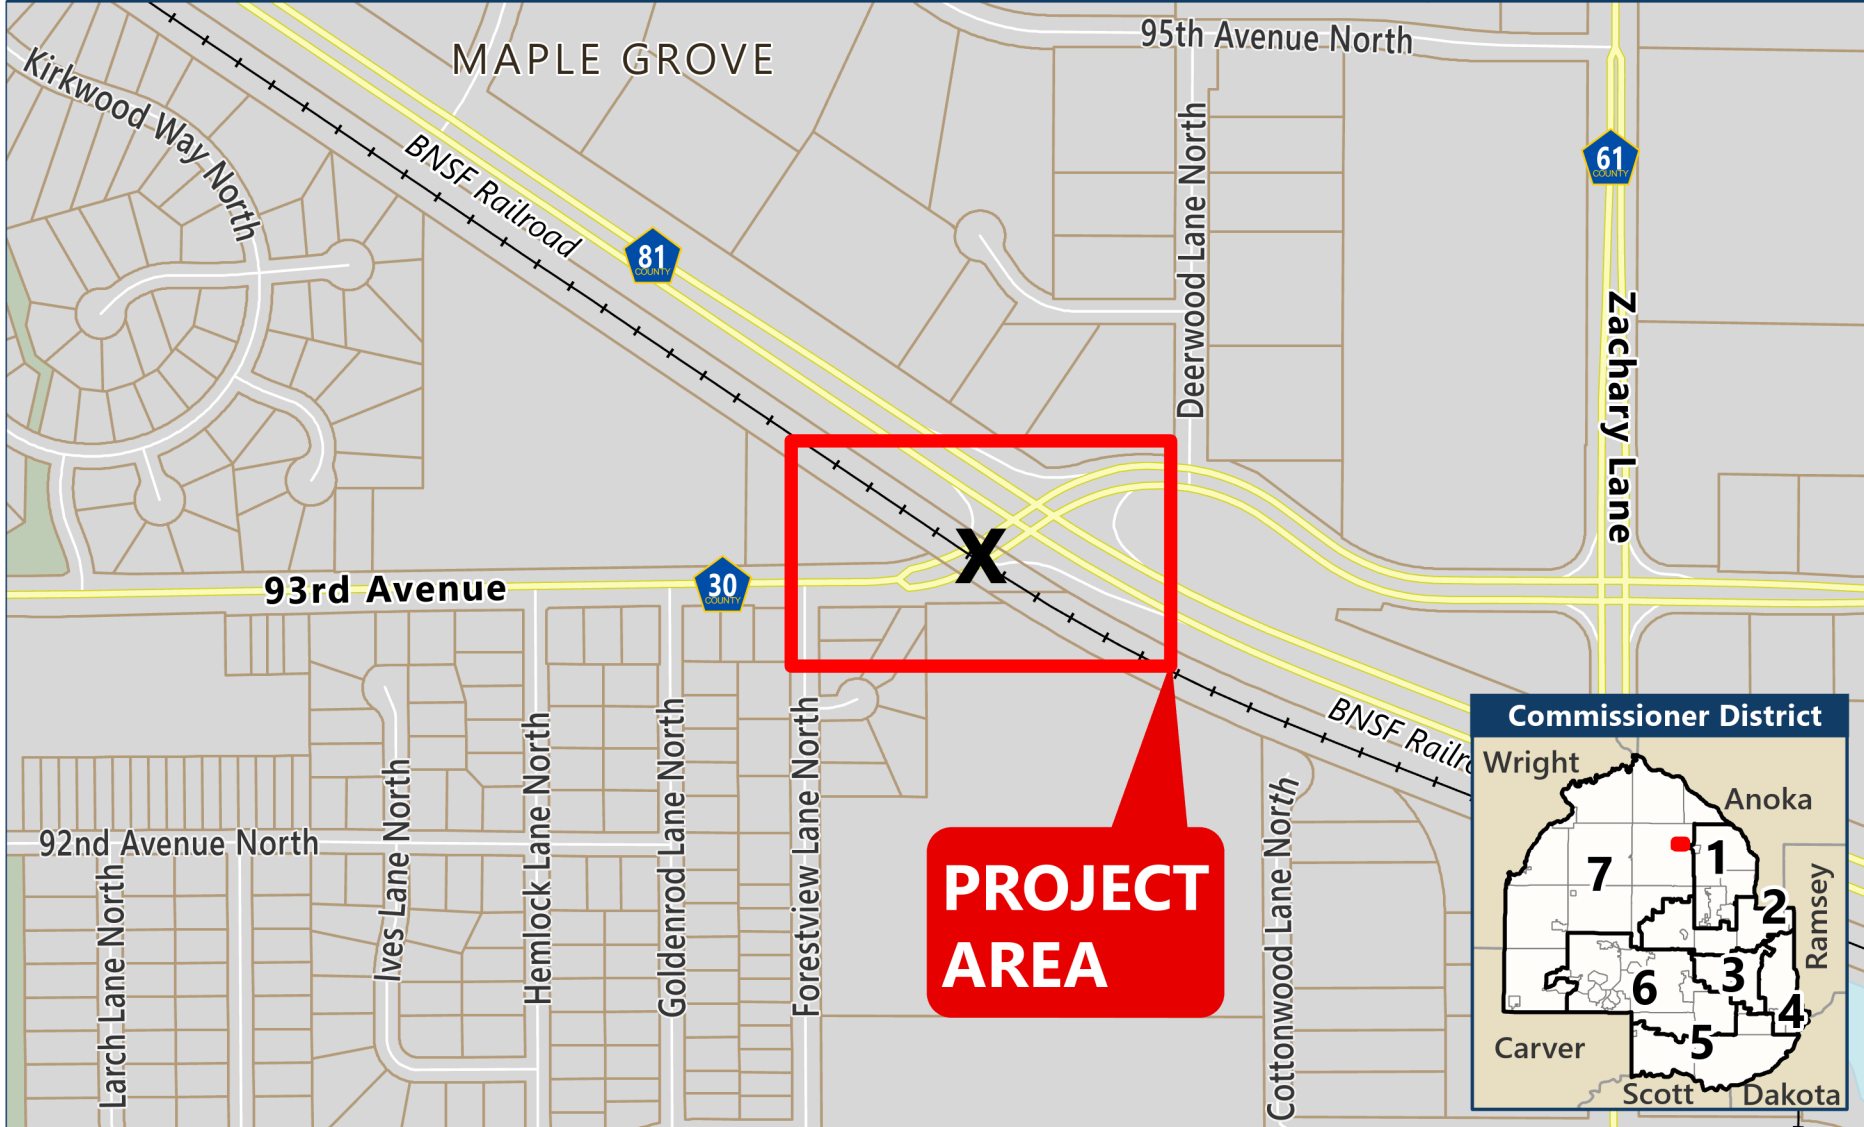 95th Avenue North
MAPLE GROVE
Kirkwood Way North
BNSF Railroad
61
COUNTY
Deerwood Lane North
81
COUNTY
Zachary Lane
X
93rd Avenue
30
COUNTY
BNSF Railro
Commissioner District
Wright
Anoka
7
1
2
Ramsey
3
6
4
5
Carver
Scott
Dakota
92nd Avenue North
Larch Lane North
Ives Lane North
Hemlock Lane North
Goldenrod Lane North
Forestview Lane North
PROJECT
AREA
Cottonwood Lane North